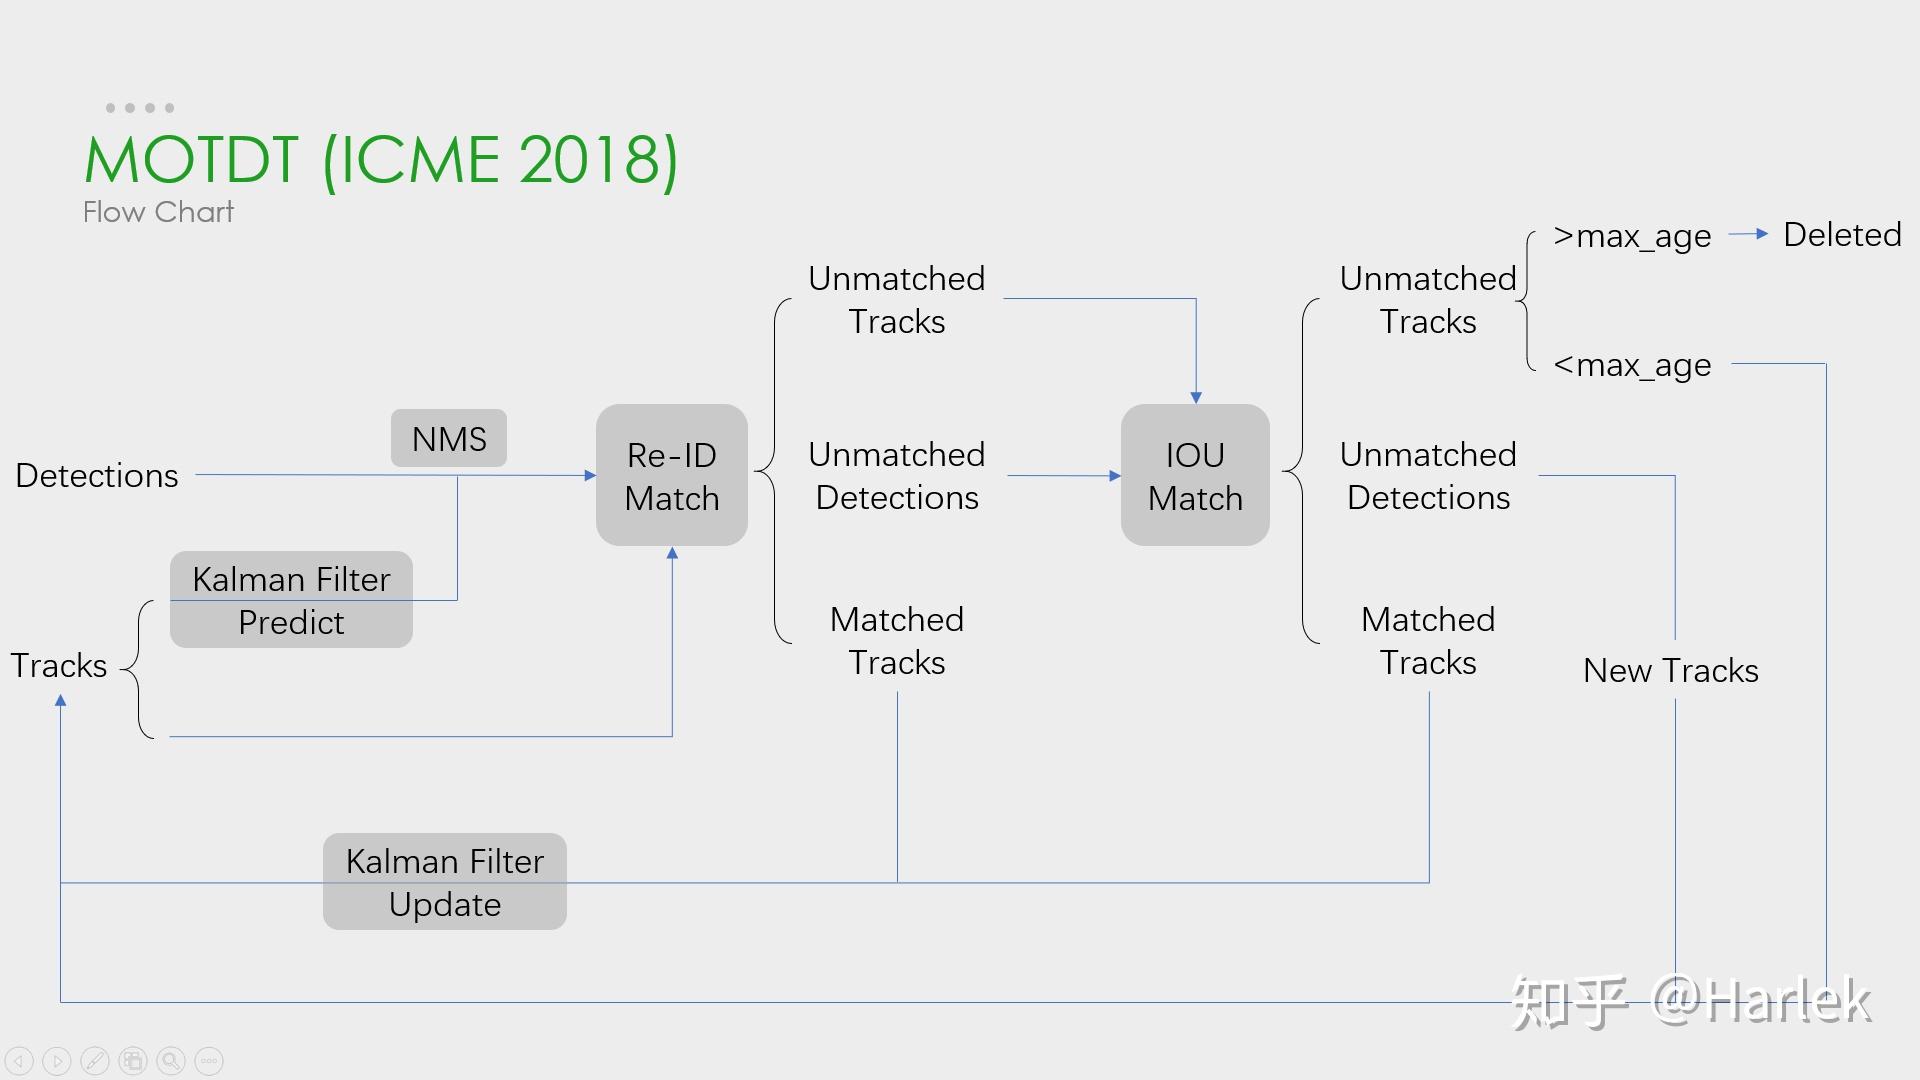 MOTDT (ICME 2018)
Flow Chart
>max_age
Deleted
Unmatched
Tracks
Unmatched
Tracks
<max_age
NMS
Detections
Re-ID
Match
Unmatched
Detections
IOU
Match
Unmatched
Detections
Kalman Filter
Predict
Tracks
Matched
Tracks
Matched
Tracks
New Tracks
Kalman Filter
Update
知乎 @Harlek